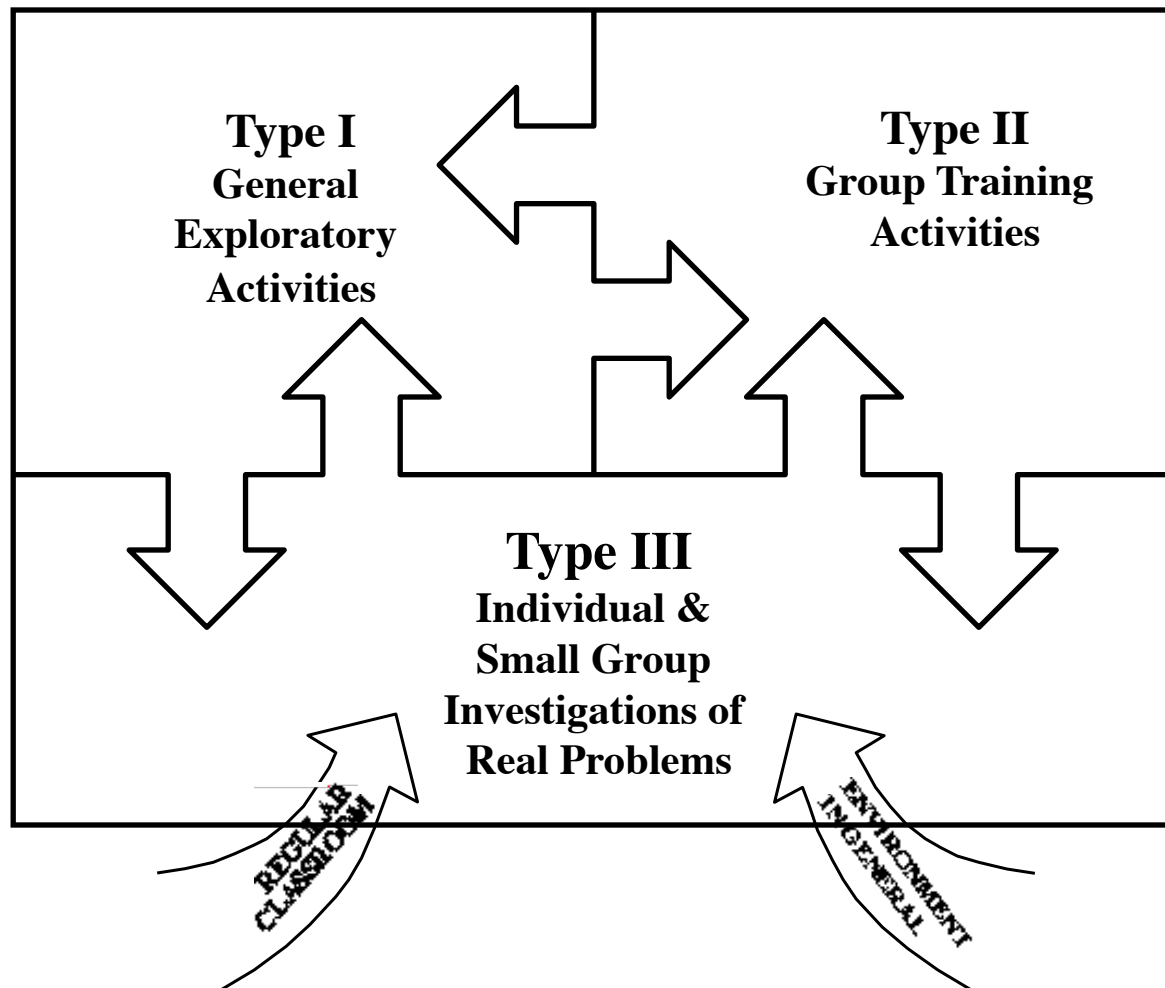 Type I
General
Exploratory
Activities
Type II
Group Training
Activities
Type III
Individual &
Small Group
Investigations of
Real Problems
REGULAR
CLASSROOM
ENVIRONMENT
IN GENERAL